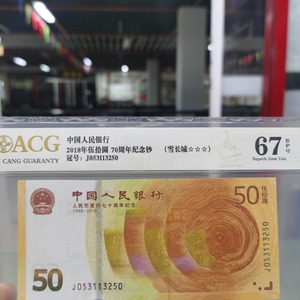 ACG
CANG GUARANTY
中国人民银行
2018年伍拾圆 70周年纪念钞 (雪长城☆☆☆)
冠号: J053113250
67 EPQ
Superb Gem Unc
中国人民银行
人民币发行七十周年纪念
1948-2018
50 伍拾圆
J053113250
50
J053113250